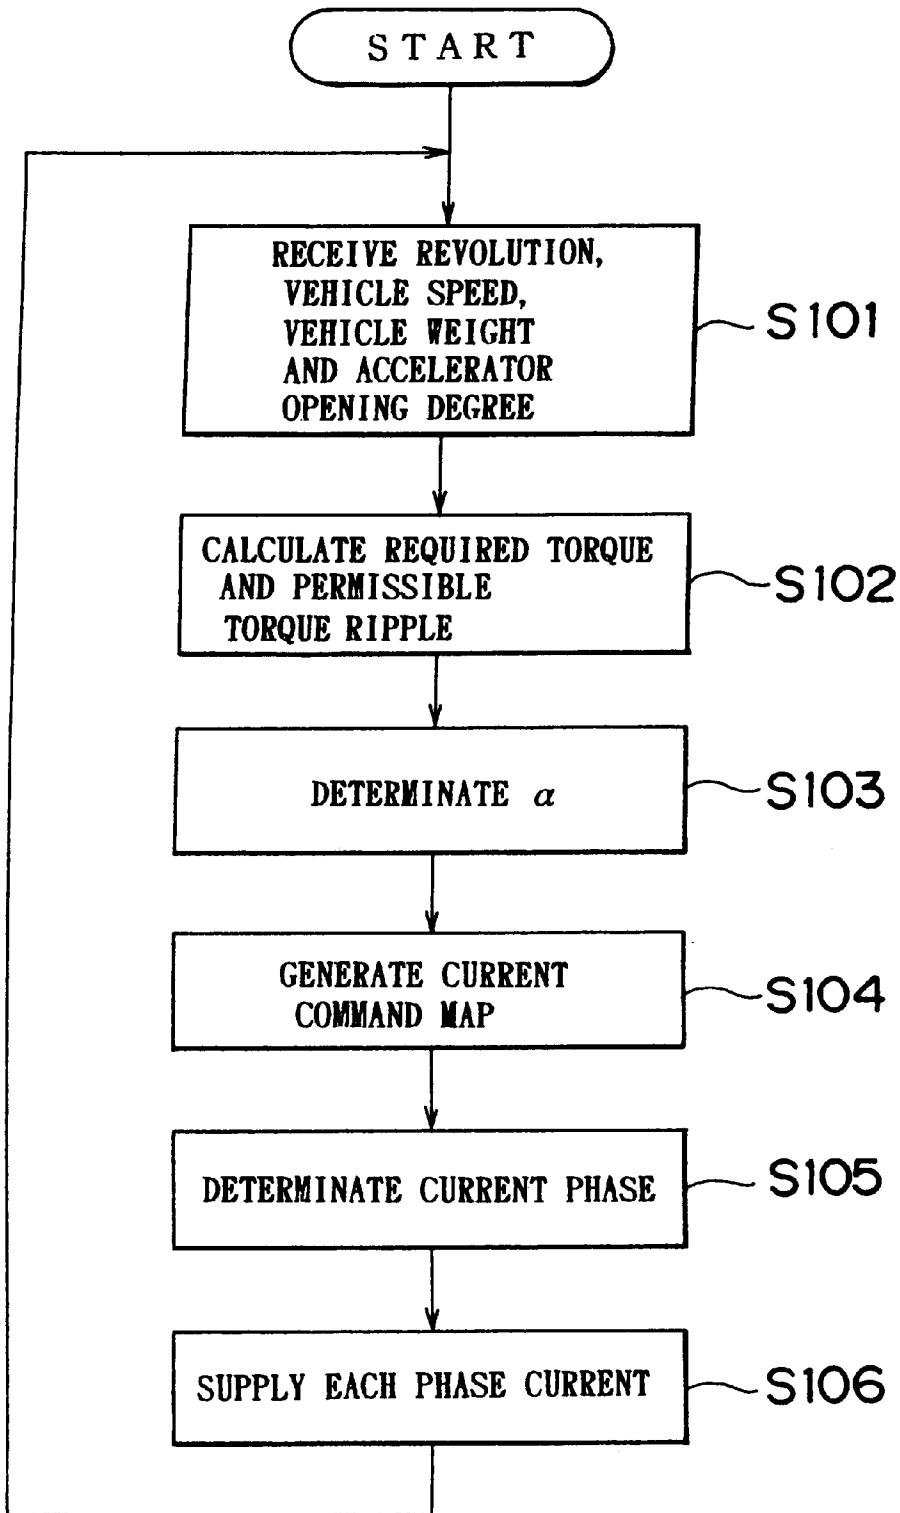 START
RECEIVE REVOLUTION,
VEHICLE SPEED,
VEHICLE WEIGHT
AND ACCELERATOR
OPENING DEGREE
S101
CALCULATE REQUIRED TORQUE
AND PERMISSIBLE
TORQUE RIPPLE
S102
DETERMINATE α
S103
GENERATE CURRENT
COMMAND MAP
S104
DETERMINATE CURRENT PHASE
S105
SUPPLY EACH PHASE CURRENT
S106